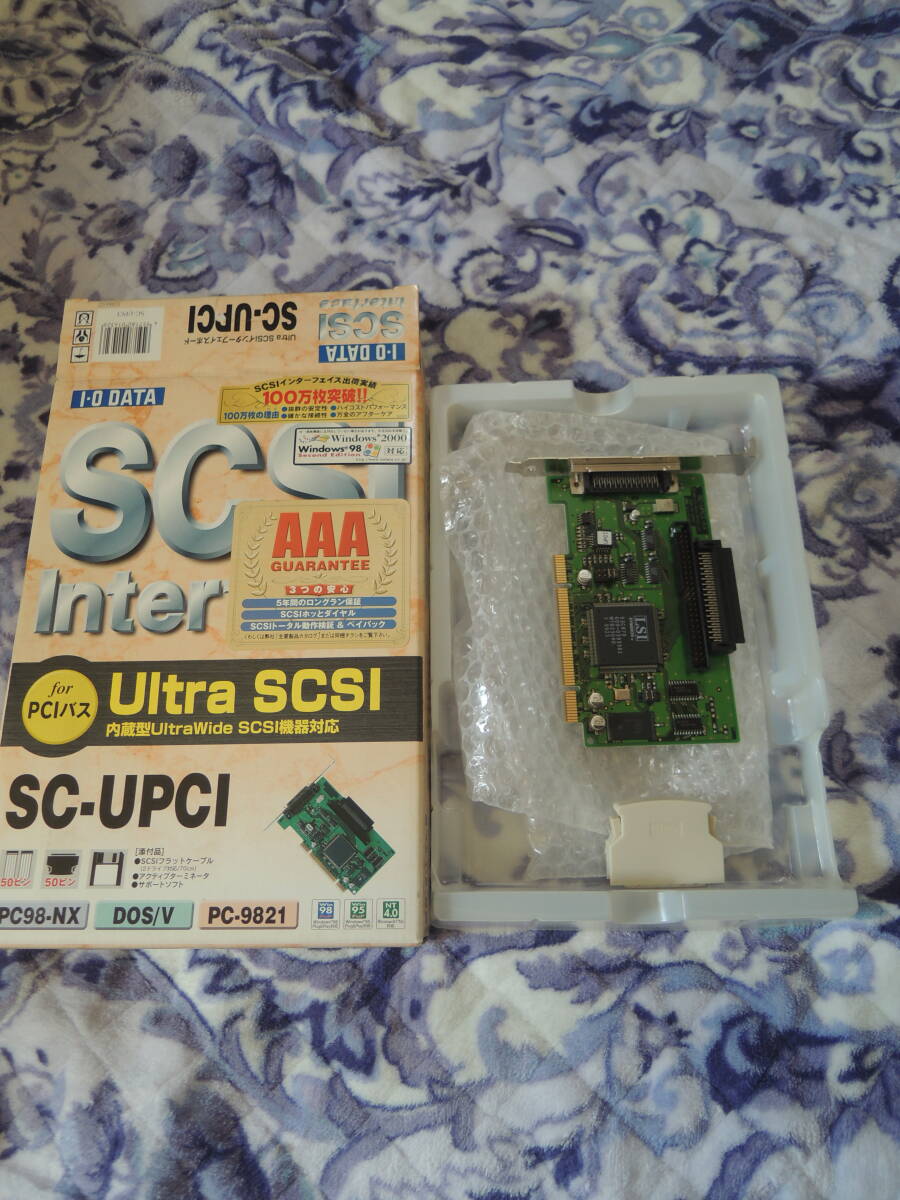 SC-UPCI
Ultra SCSIインターフェイスボード
SCSI
Interface
I·O DATA
I·O DATA
SCSIインターフェイス出荷実績
100万枚突破!!
100万枚の理由
●抜群の安定性 ●ハイコストパフォーマンス
●確かな接続性 ●万全のアフターケア
Windows 2000
Windows 98
Second Edition
対応
SCSI
Inter
AAA
GUARANTEE
3つの安心
5年間のロングラン保証
SCSIホッとダイヤル
SCSIトータル動作検証 & ペイバック
for
PCIバス
Ultra SCSI
内蔵型UltraWide SCSI機器対応
SC-UPCI
50ピン
50ピン
[添付品]
●SCSIフラットケーブル
(2ドライブ対応/70cm)
●アクティブターミネータ
●サポートソフト
PC98-NX
DOS/V
PC-9821
Win
98
Win
95
NT
4.0
LSI